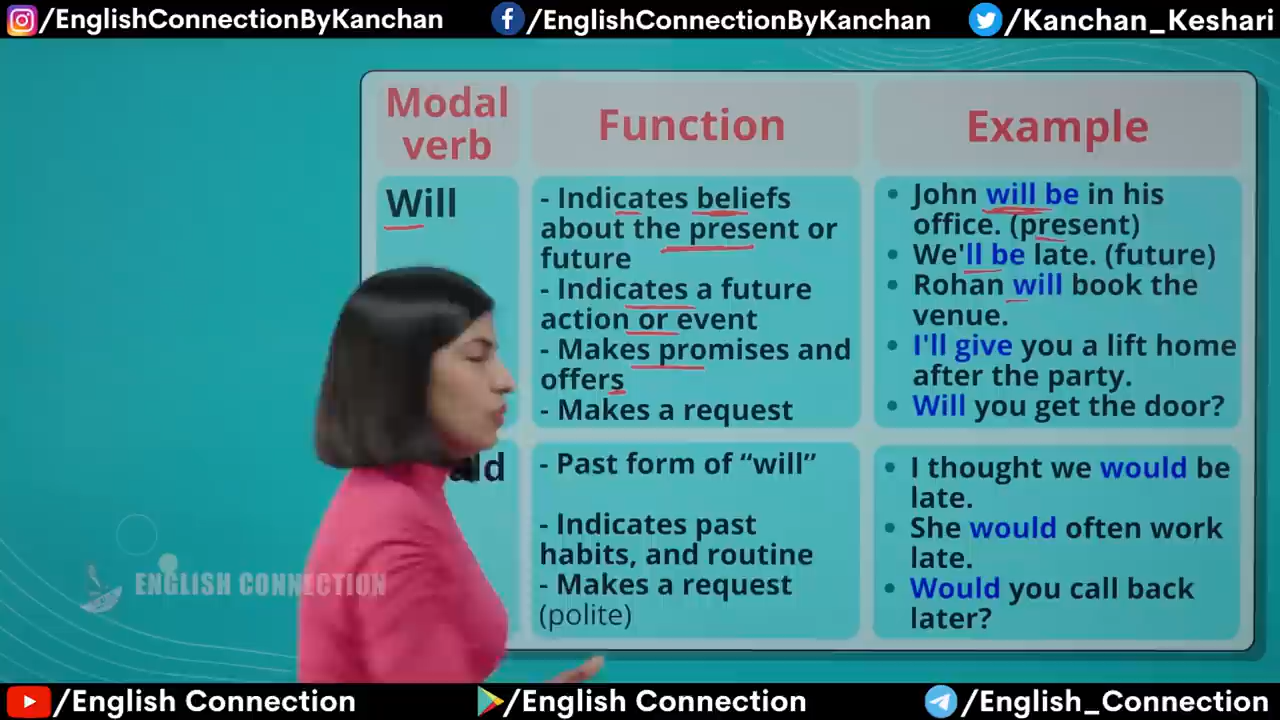 /EnglishConnectionByKanchan
/EnglishConnectionByKanchan
/Kanchan_Keshari
Modal
verb
Function
Example
Will
- Indicates beliefs
about the present or
future
- Indicates a future
action or event
- Makes promises and
offers
- Makes a request
• John will be in his
office. (present)
• We'll be late. (future)
• Rohan will book the
venue.
• I'll give you a lift home
after the party.
• Will you get the door?
- Past form of “will”
- Indicates past
habits, and routine
- Makes a request
(polite)
• I thought we would be
late.
• She would often work
late.
• Would you call back
later?
ENGLISH CONNECTION
/English Connection
/English Connection
/English_Connection